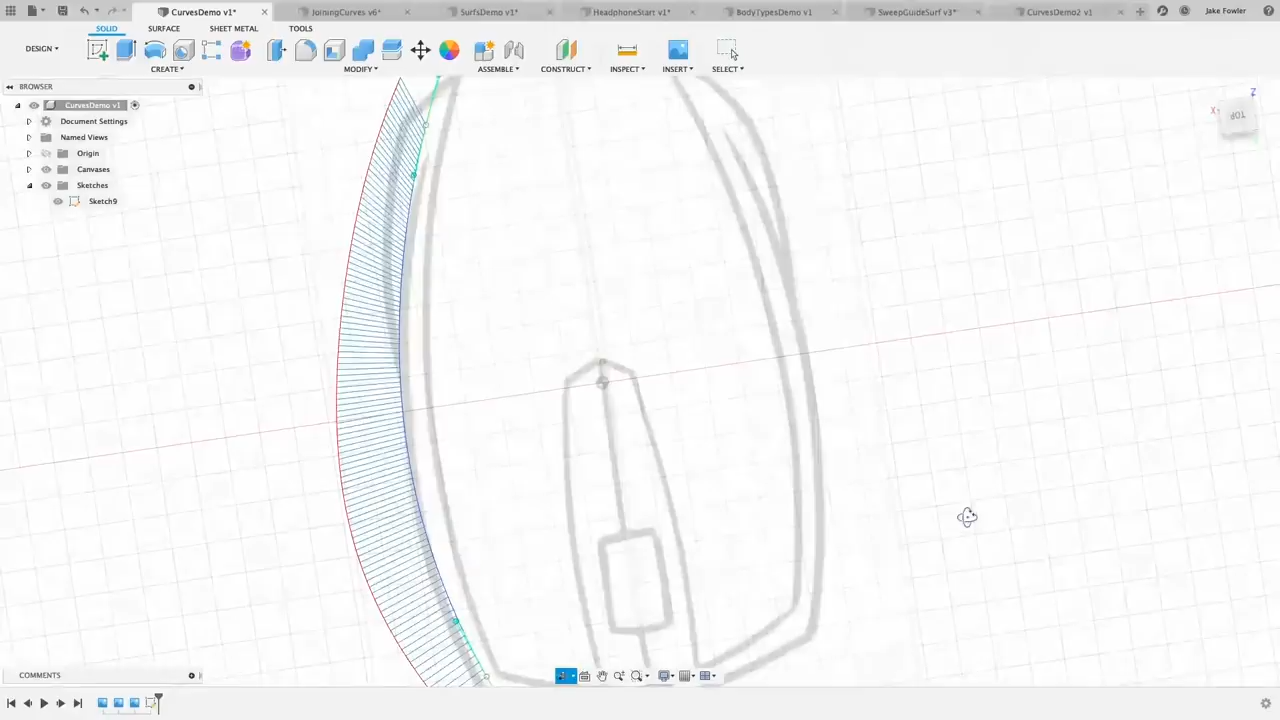 CurvesDemo v1*
JoiningCurves v6*
SurfsDemo v1*
HeadphoneStart v1*
BodyTypesDemo v1
SweepGuideSurf v3*
CurvesDemo2 v1
Jake Fowler
SOLID
SURFACE
SHEET METAL
TOOLS
DESIGN
CREATE
MODIFY
ASSEMBLE
CONSTRUCT
INSPECT
INSERT
SELECT
BROWSER
CurvesDemo v1
Document Settings
Named Views
Origin
Canvases
Sketches
Sketch9
Z
X
TOP
COMMENTS